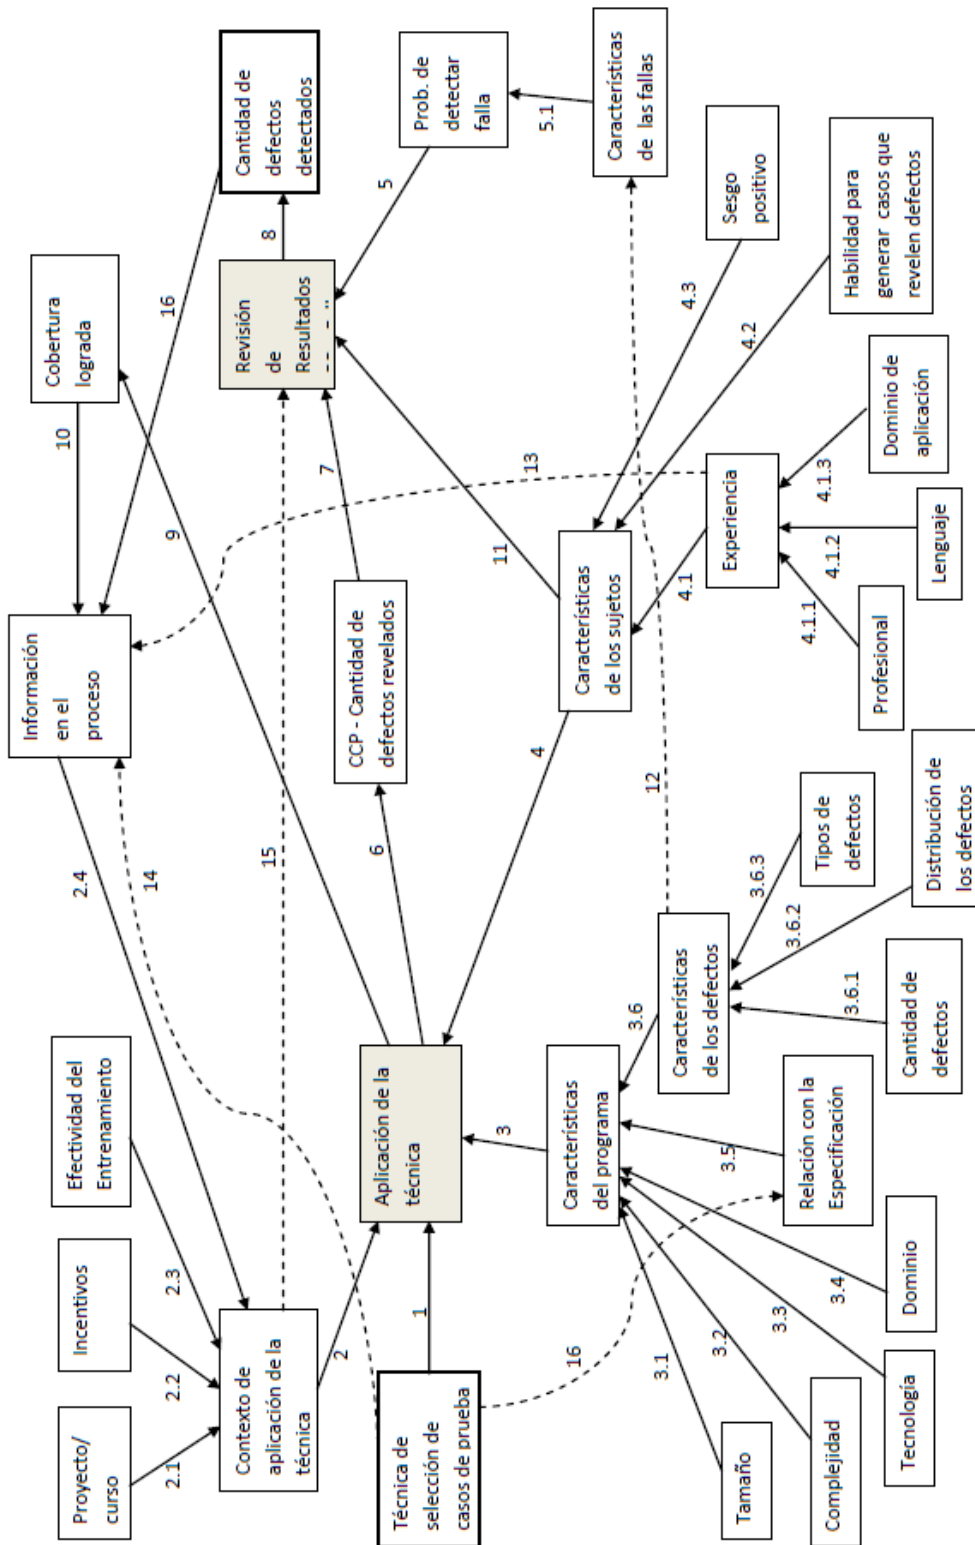 Proyecto/
curso
Incentivos
Efectividad del
Entrenamiento
2.1
2.2
2.3
2.4
Información
en el
proceso
10
Cobertura
lograda
Contexto de
aplicación de la
técnica
14
15
9
16
2
Revisión
de
Resultados
8
Cantidad de
defectos
detectados
7
CCP - Cantidad de
defectos revelados
6
5
Técnica de
selección de
casos de prueba
1
Aplicación de la
técnica
4
11
13
Prob. de
detectar
falla
5.1
Características
de las fallas
16
3
Características
del programa
Características
de los sujetos
4.3
Sesgo
positivo
4.2
Habilidad para
generar casos que
revelen defectos
4.1
Experiencia
12
3.6
Características
de los defectos
3.1
3.2
3.3
3.4
3.5
Relación con la
Especificación
Tamaño
Complejidad
Tecnología
Dominio
3.6.1
3.6.2
3.6.3
Cantidad de
defectos
Tipos de
defectos
Distribución de
los defectos
4.1.1
4.1.2
4.1.3
Profesional
Lenguaje
Dominio de
aplicación